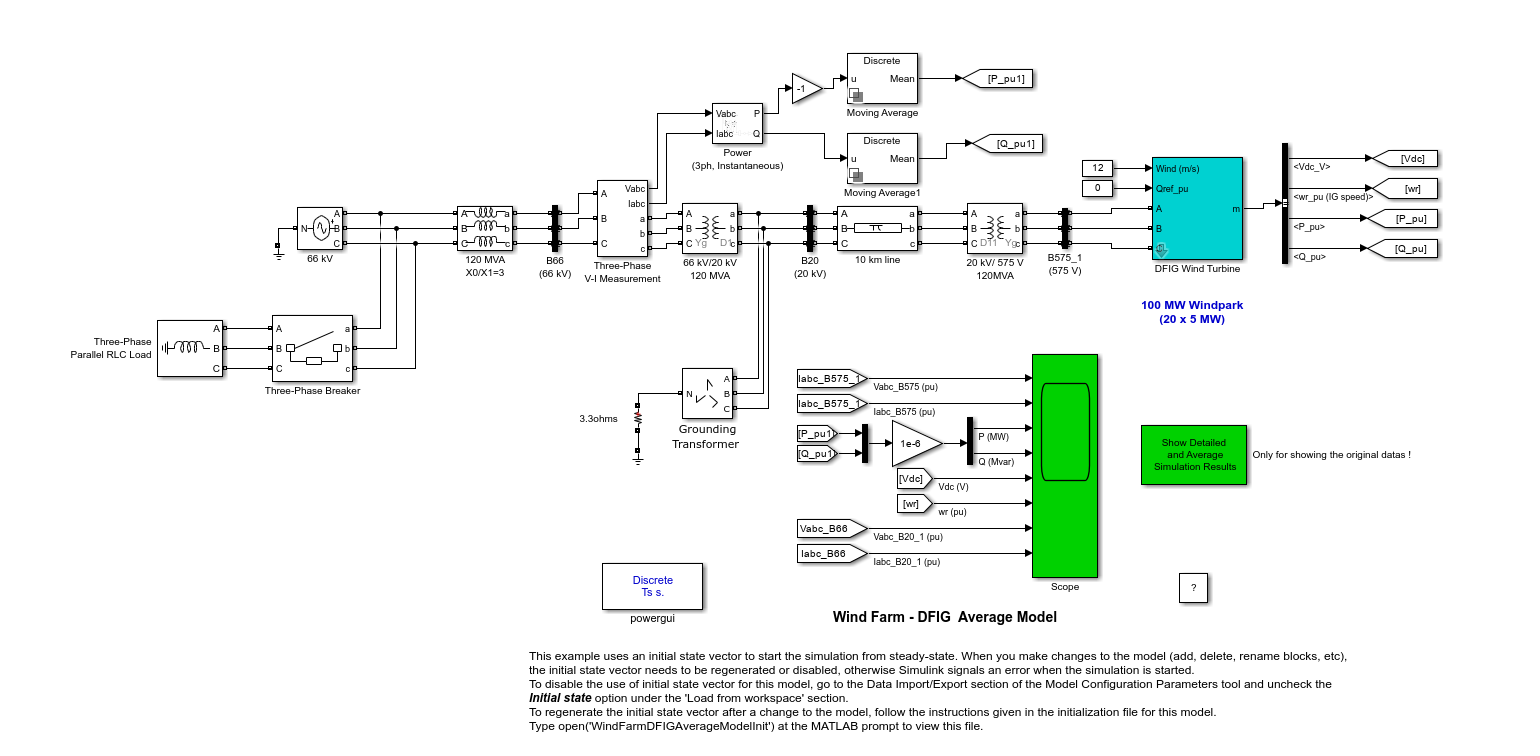 Discrete
u
Mean
Moving Average
[P_pu1]
-1
Vabc
Iabc
P
Q
Power
(3ph, Instantaneous)
Discrete
u
Mean
Moving Average1
[Q_pu1]
N
A
B
C
66 kV
A
B
C
a
b
c
120 MVA
X0/X1=3
B66
(66 kV)
A
B
C
Vabc
Iabc
a
b
c
Three-Phase
V-I Measurement
A
B
C
a
b
c
Yg
D1
66 kV/20 kV
120 MVA
B20
(20 kV)
A
B
C
a
b
c
10 km line
A
B
C
a
b
c
D11
Yg
20 kV/ 575 V
120MVA
B575_1
(575 V)
12
0
Wind (m/s)
Qref_pu
A
B
m
DFIG Wind Turbine
<Vdc_V>
<wr_pu (IG speed)>
<P_pu>
<Q_pu>
[Vdc]
[wr]
[P_pu]
[Q_pu]
100 MW Windpark
(20 x 5 MW)
Three-Phase
Parallel RLC Load
A
B
C
A
B
C
a
b
c
Three-Phase Breaker
3.3ohms
N
A
B
C
Grounding
Transformer
Iabc_B575_1
Vabc_B575 (pu)
Iabc_B575_1
Iabc_B575 (pu)
[P_pu1]
[Q_pu1]
1e-6
P (MW)
Q (Mvar)
[Vdc]
Vdc (V)
[wr]
wr (pu)
Vabc_B66
Vabc_B20_1 (pu)
Iabc_B66
Iabc_B20_1 (pu)
Scope
Show Detailed
and Average
Simulation Results
Only for showing the original datas !
Discrete
Ts s.
powergui
?
Wind Farm - DFIG Average Model
This example uses an initial state vector to start the simulation from steady-state. When you make changes to the model (add, delete, rename blocks, etc),
the initial state vector needs to be regenerated or disabled, otherwise Simulink signals an error when the simulation is started.
To disable the use of initial state vector for this model, go to the Data Import/Export section of the Model Configuration Parameters tool and uncheck the
Initial state option under the 'Load from workspace' section.
To regenerate the initial state vector after a change to the model, follow the instructions given in the initialization file for this model.
Type open('WindFarmDFIGAverageModelInit') at the MATLAB prompt to view this file.